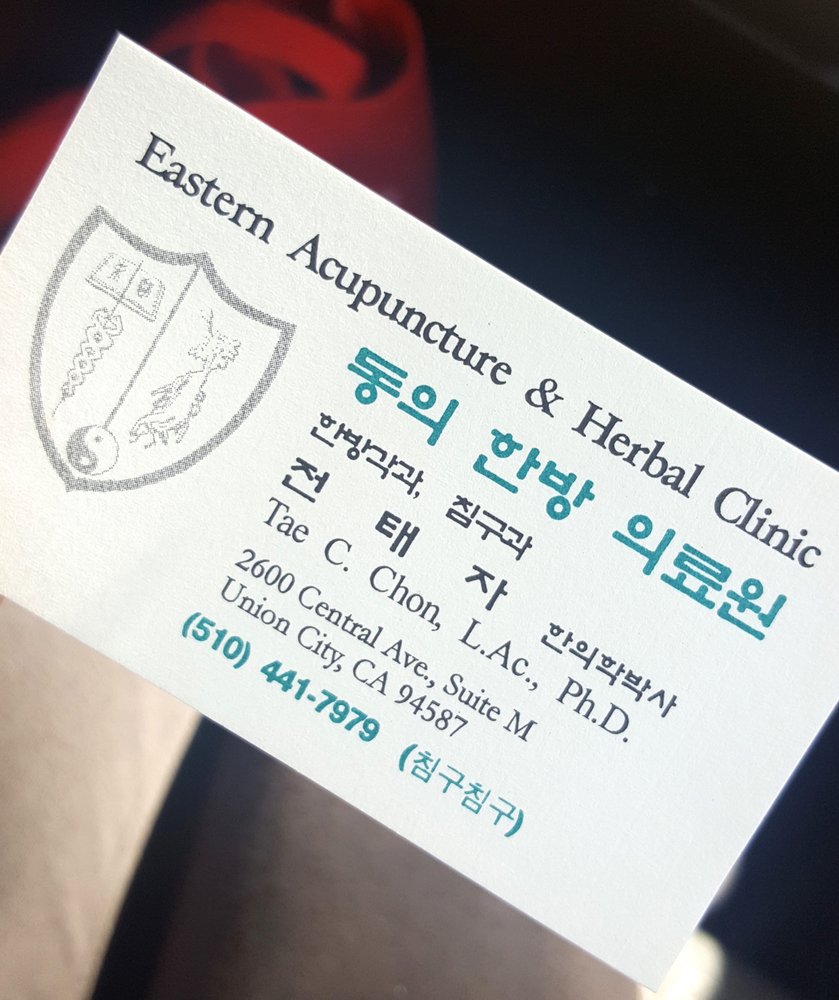 Eastern Acupuncture & Herbal Clinic
동의 한방 의료원
한방각과, 침구과
전 태 자 한의학박사
Tae C. Chon, L.Ac., Ph.D.
2600 Central Ave., Suite M
Union City, CA 94587
(510) 441-7979 (침구침구)